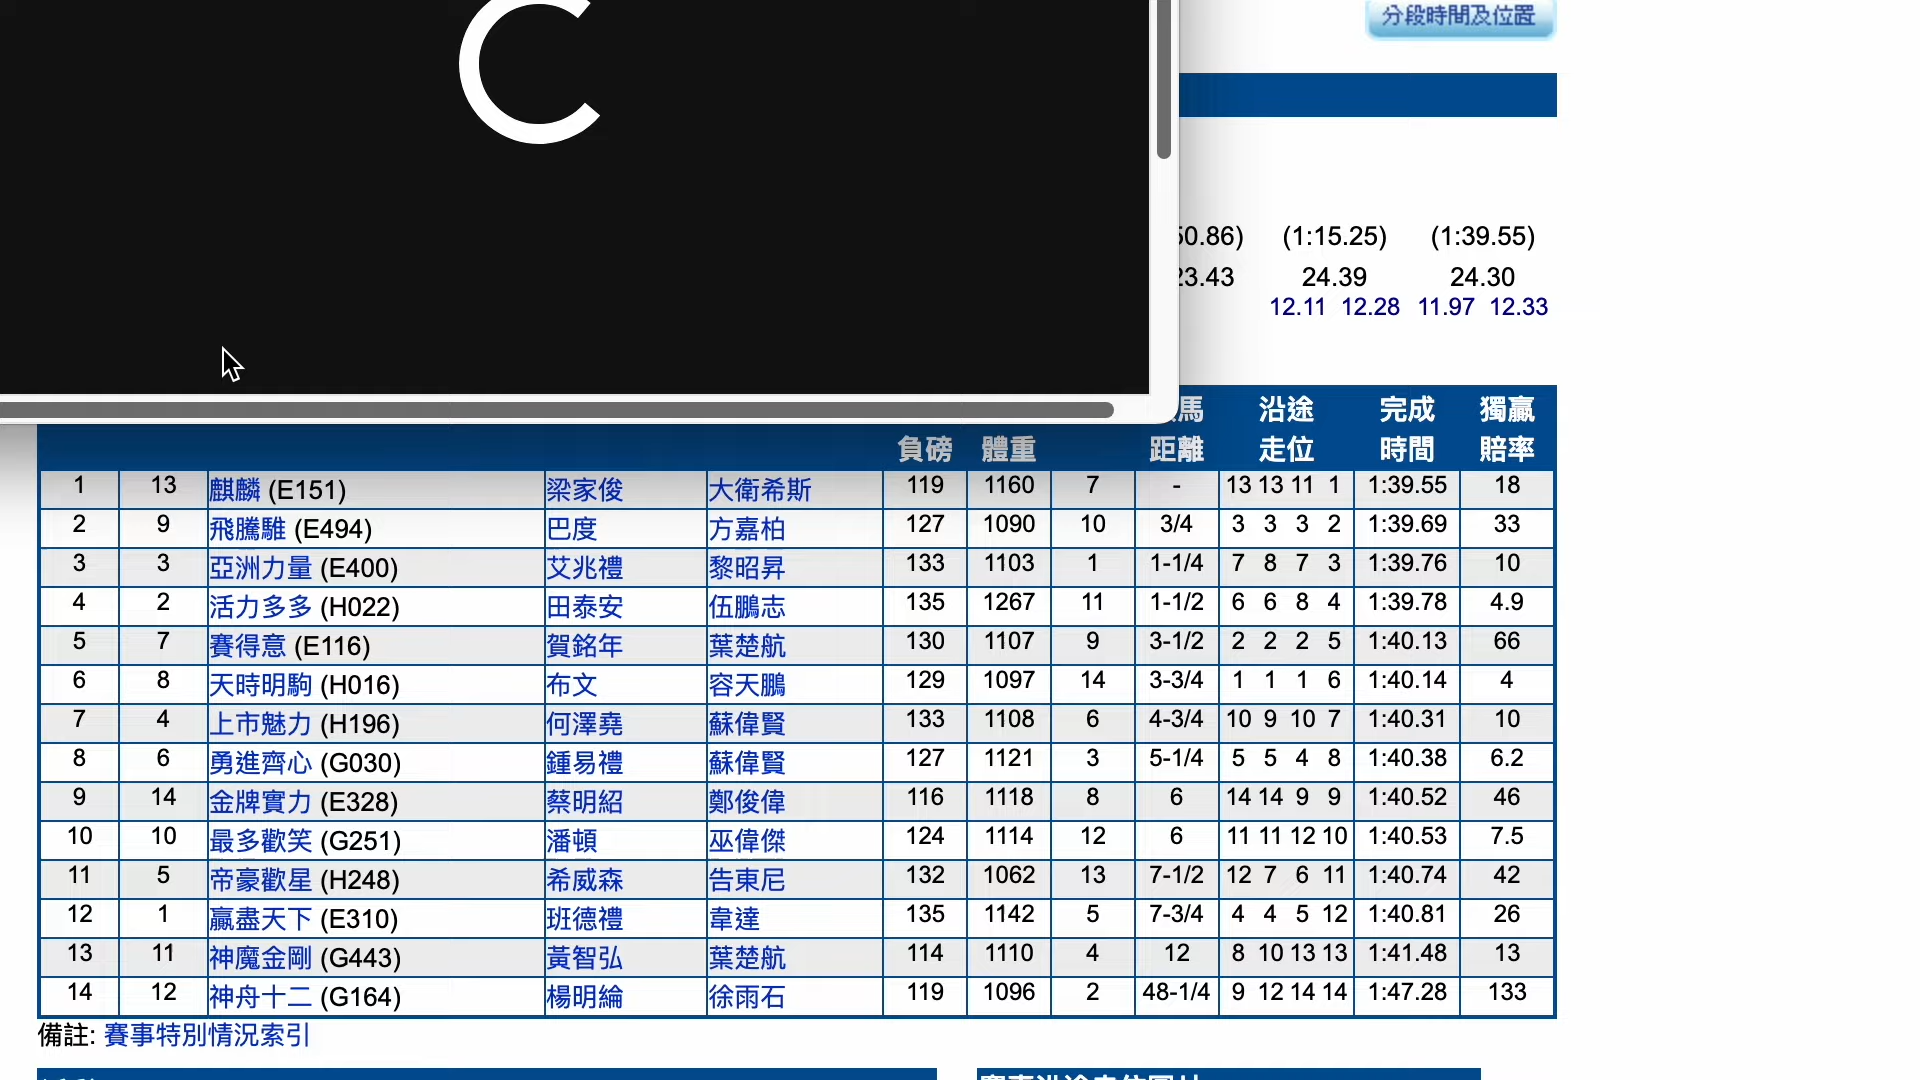 分段時間及位置
(1:15.25) (1:39.55)
23.43 24.39 24.30
12.11 12.28 11.97 12.33
馬 沿途 完成 獨贏
負磅 體重 距離 走位 時間 賠率
1 13 麒麟 (E151) 梁家俊 大衛希斯 119 1160 7 - 13 13 11 1 1:39.55 18
2 9 飛騰騅 (E494) 巴度 方嘉柏 127 1090 10 3/4 3 3 3 2 1:39.69 33
3 3 亞洲力量 (E400) 艾兆禮 黎昭昇 133 1103 1 1-1/4 7 8 7 3 1:39.76 10
4 2 活力多多 (H022) 田泰安 伍鵬志 135 1267 11 1-1/2 6 6 8 4 1:39.78 4.9
5 7 賽得意 (E116) 賀銘年 葉楚航 130 1107 9 3-1/2 2 2 2 5 1:40.13 66
6 8 天時明駒 (H016) 布文 容天鵬 129 1097 14 3-3/4 1 1 1 6 1:40.14 4
7 4 上市魅力 (H196) 何澤堯 蘇偉賢 133 1108 6 4-3/4 10 9 10 7 1:40.31 10
8 6 勇進齊心 (G030) 鍾易禮 蘇偉賢 127 1121 3 5-1/4 5 5 4 8 1:40.38 6.2
9 14 金牌實力 (E328) 蔡明紹 鄭俊偉 116 1118 8 6 14 14 9 9 1:40.52 46
10 10 最多歡笑 (G251) 潘頓 巫偉傑 124 1114 12 6 11 11 12 10 1:40.53 7.5
11 5 帝豪歡星 (H248) 希威森 告東尼 132 1062 13 7-1/2 12 7 6 11 1:40.74 42
12 1 贏盡天下 (E310) 班德禮 韋達 135 1142 5 7-3/4 4 4 5 12 1:40.81 26
13 11 神魔金剛 (G443) 黃智弘 葉楚航 114 1110 4 12 8 10 13 13 1:41.48 13
14 12 神舟十二 (G164) 楊明綸 徐雨石 119 1096 2 48-1/4 9 12 14 14 1:47.28 133
備註: 賽事特別情況索引